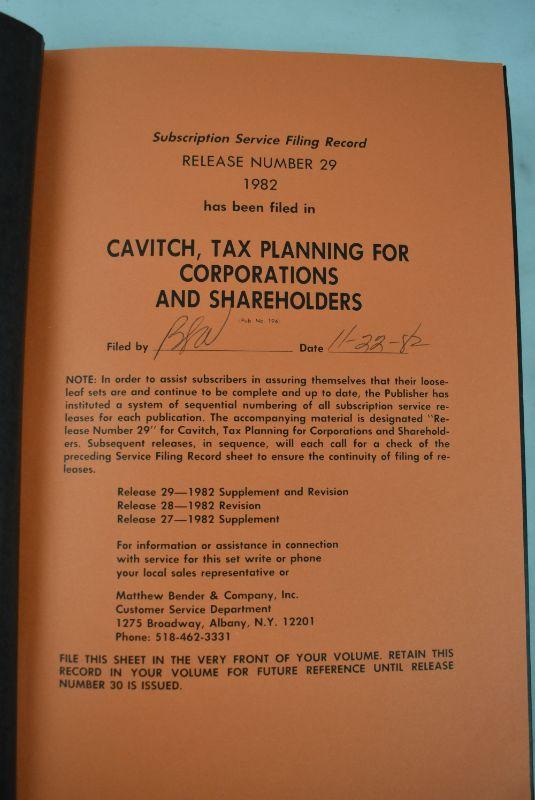 Subscription Service Filing Record
RELEASE NUMBER 29
1982
has been filed in
CAVITCH, TAX PLANNING FOR
CORPORATIONS
AND SHAREHOLDERS
(Pub. No. 196)
Filed by Date 11-22-82
NOTE: In order to assist subscribers in assuring themselves that their loose-
leaf sets are and continue to be complete and up to date, the Publisher has
instituted a system of sequential numbering of all subscription service re-
leases for each publication. The accompanying material is designated "Re-
lease Number 29" for Cavitch, Tax Planning for Corporations and Sharehold-
ers. Subsequent releases, in sequence, will each call for a check of the
preceding Service Filing Record sheet to ensure the continuity of filing of re-
leases.
Release 29—1982 Supplement and Revision
Release 28—1982 Revision
Release 27—1982 Supplement
For information or assistance in connection
with service for this set write or phone
your local sales representative or
Matthew Bender & Company, Inc.
Customer Service Department
1275 Broadway, Albany, N.Y. 12201
Phone: 518-462-3331
FILE THIS SHEET IN THE VERY FRONT OF YOUR VOLUME. RETAIN THIS
RECORD IN YOUR VOLUME FOR FUTURE REFERENCE UNTIL RELEASE
NUMBER 30 IS ISSUED.